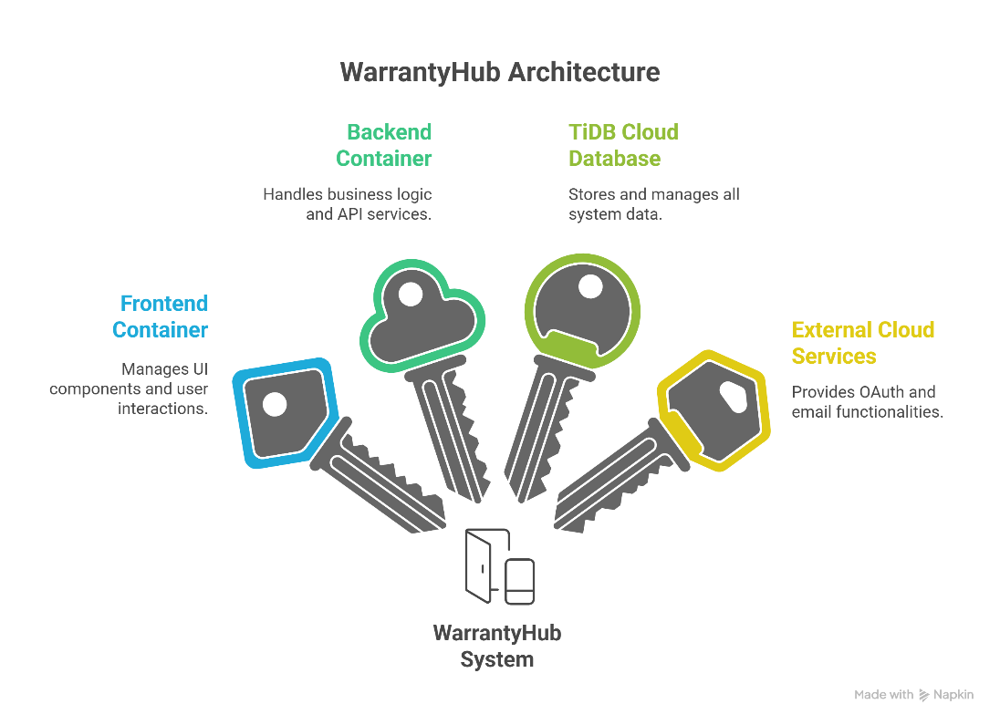 WarrantyHub Architecture
Backend
Container
Handles business logic
and API services.
TiDB Cloud
Database
Stores and manages all
system data.
Frontend
Container
Manages UI
components and user
interactions.
External Cloud
Services
Provides OAuth and
email functionalities.
WarrantyHub
System
Made with Napkin